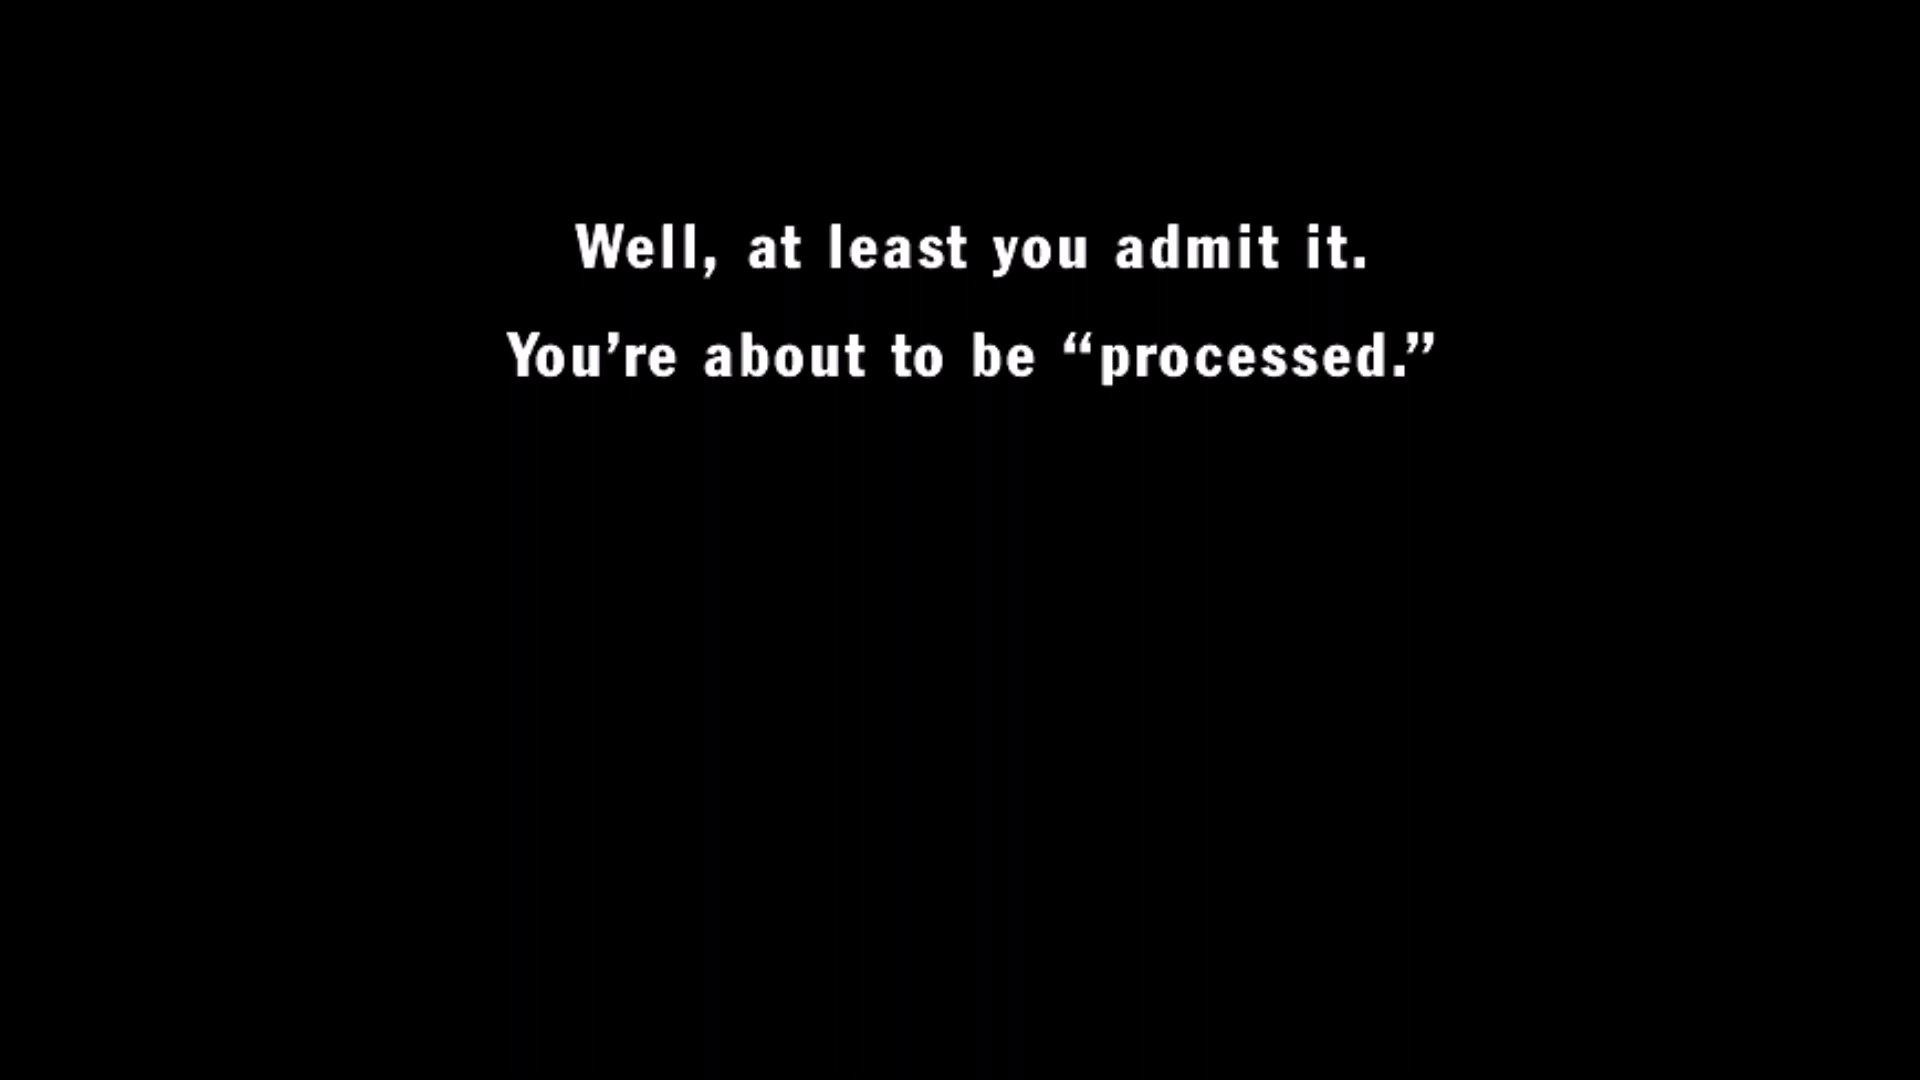 Well, at least you admit it.
You’re about to be “processed.”